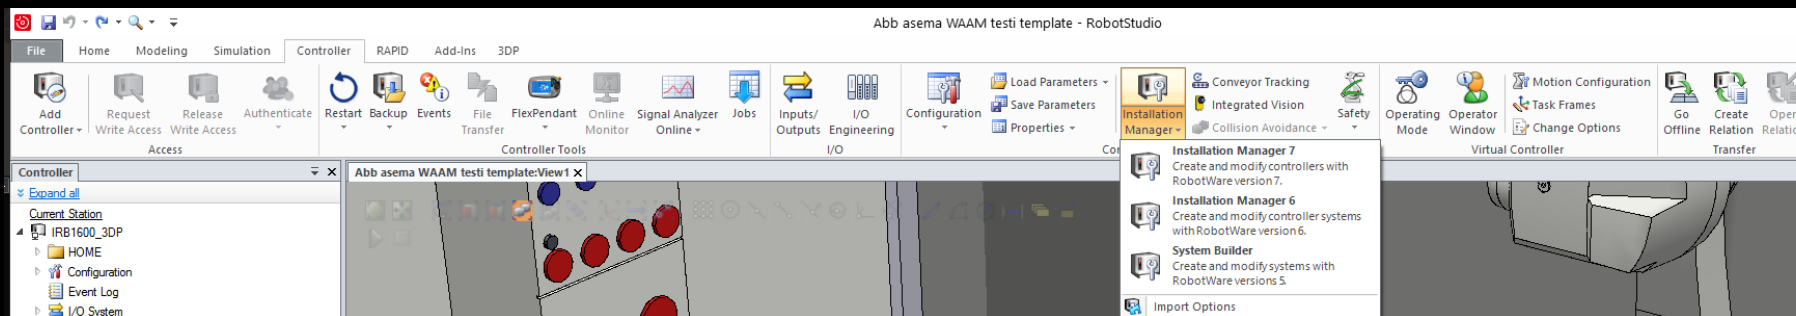 Abb asema WAAM testi template - RobotStudio
File Home Modeling Simulation Controller RAPID Add-Ins 3DP
Add Controller
Request Write Access
Release Write Access
Authenticate
Access
Restart
Backup
Events
File Transfer
FlexPendant
Online Monitor
Signal Analyzer Online
Jobs
Controller Tools
Inputs/ Outputs
I/O Engineering
I/O
Configuration
Load Parameters
Save Parameters
Properties
Installation Manager
Conveyor Tracking
Integrated Vision
Collision Avoidance
Safety
Operating Mode
Operator Window
Motion Configuration
Task Frames
Change Options
Virtual Controller
Go Offline
Create Relation
Transfer
Installation Manager 7
Create and modify controllers with
RobotWare version 7.
Installation Manager 6
Create and modify controller systems
with RobotWare version 6.
System Builder
Create and modify systems with
RobotWare versions 5.
Import Options
Controller
Expand all
Current Station
IRB1600_3DP
HOME
Configuration
Event Log
I/O System
Abb asema WAAM testi template:View1